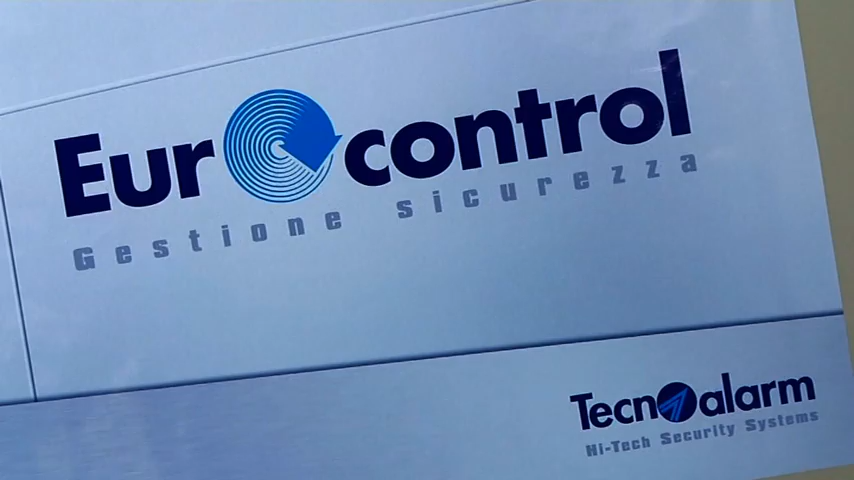 Eurocontrol
Gestione sicurezza
Tecnoalarm
Hi-Tech Security Systems